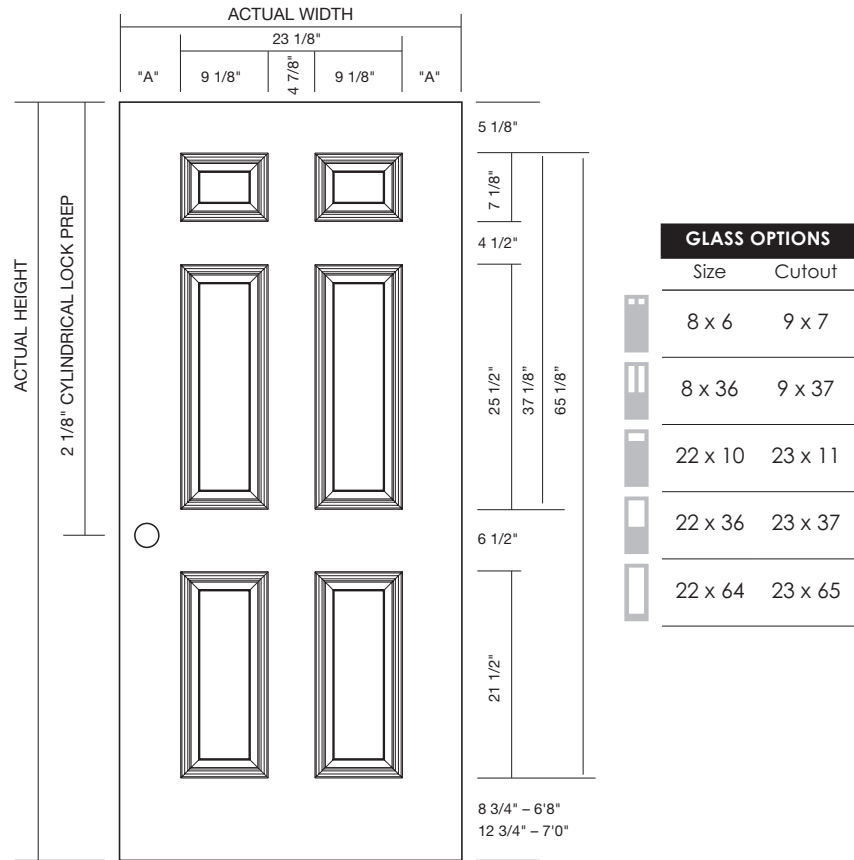 ACTUAL WIDTH
23 1/8"
"A"
9 1/8"
4 7/8"
9 1/8"
"A"
5 1/8"
7 1/8"
4 1/2"
25 1/2"
37 1/8”
65 1/8”
6 1/2"
21 1/2"
8 3/4" – 6'8"
12 3/4" – 7'0"
ACTUAL HEIGHT
2 1/8" CYLINDRICAL LOCK PREP
GLASS OPTIONS
Size Cutout
8 x 6 9 x 7
8 x 36 9 x 37
22 x 10 23 x 11
22 x 36 23 x 37
22 x 64 23 x 65